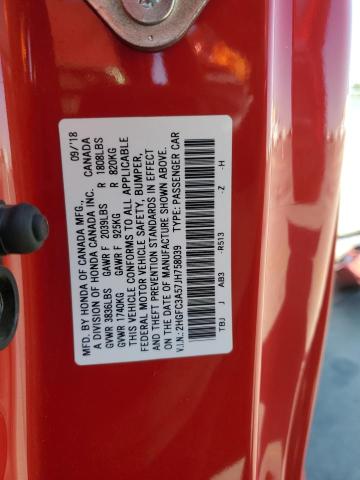 MFD. BY HONDA OF CANADA MFG., 09/'18
A DIVISION OF HONDA CANADA INC. CANADA
GVWR 3836LBS GAWR F 2039LBS R 1808LBS
GVWR 1740KG GAWR F 925KG R 820KG
THIS VEHICLE CONFORMS TO ALL APPLICABLE
FEDERAL MOTOR VEHICLE SAFETY, BUMPER,
AND THEFT PREVENTION STANDARDS IN EFFECT
ON THE DATE OF MANUFACTURE SHOWN ABOVE.
V.I.N.: 2HGFC3A57JH758039 TYPE: PASSENGER CAR
TBJ J AB3 -R513 -Z -H